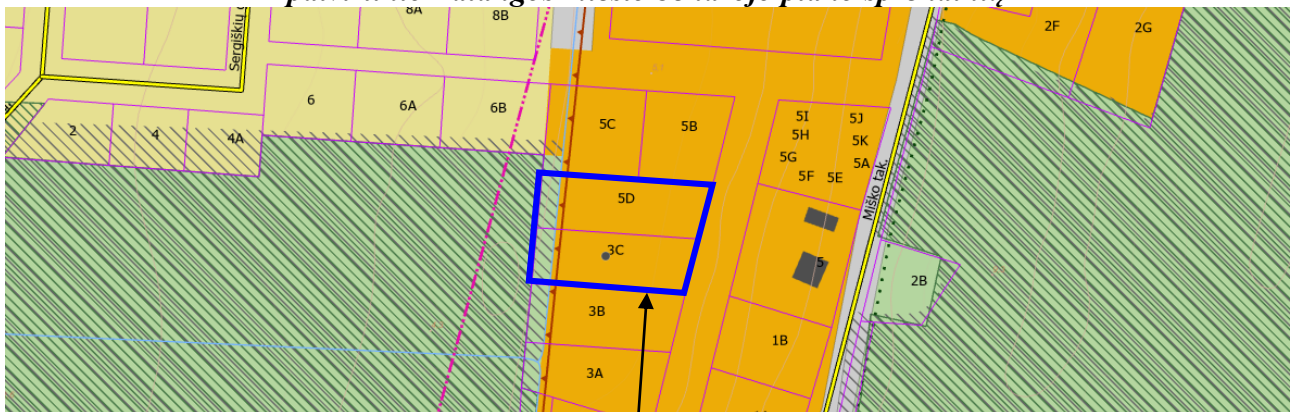 8A
8B
2F
2G
Sergiškių
6
6A
6B
2
4
4A
5C
5B
5I
5J
5H
5K
5G
5A
5F
5E
Miško tak.
5D
3C
5
2B
3B
1B
3A